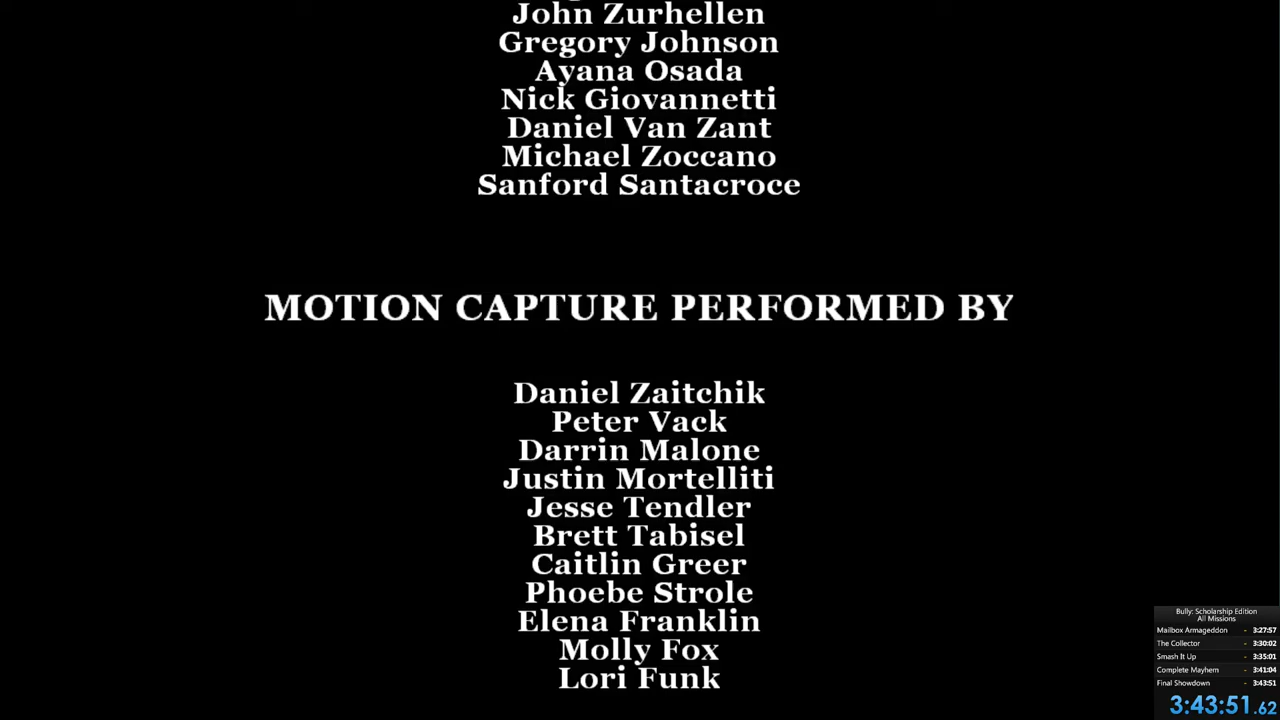 John Zurhellen
Gregory Johnson
Ayana Osada
Nick Giovannetti
Daniel Van Zant
Michael Zoccano
Sanford Santacroce
MOTION CAPTURE PERFORMED BY
Daniel Zaitchik
Peter Vack
Darrin Malone
Justin Mortelliti
Jesse Tendler
Brett Tabisel
Caitlin Greer
Phoebe Strole
Elena Franklin
Molly Fox
Lori Funk
Bully: Scholarship Edition
All Missions
Mailbox Armageddon - 3:27:57
The Collector - 3:30:02
Smash It Up - 3:35:01
Complete Mayhem - 3:41:04
Final Showdown - 3:43:51
3:43:51.62